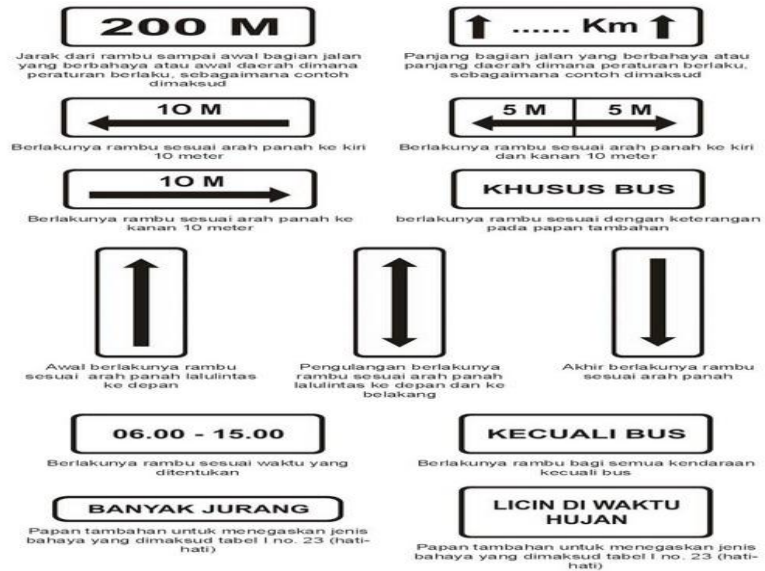 200 M
Jarak dari rambu sampai awal bagian jalan
yang berbahaya atau awal daerah dimana
peraturan berlaku, sebagaimana contoh
dimaksud
...... Km
Panjang bagian jalan yang berbahaya atau
panjang daerah dimana peraturan berlaku,
sebagaimana contoh dimaksud
10 M
Berlakunya rambu sesuai arah panah ke kiri
10 meter
5 M 5 M
Berlakunya rambu sesuai arah panah ke kiri
dan kanan 10 meter
10 M
Berlakunya rambu sesuai arah panah ke
kanan 10 meter
KHUSUS BUS
berlakunya rambu sesuai dengan keterangan
pada papan tambahan
Awal berlakunya rambu
sesuai arah panah lalulintas
ke depan
Pengulangan berlakunya
rambu sesuai arah panah
lalulintas ke depan dan ke
belakang
Akhir berlakunya rambu
sesuai arah panah
06.00 - 15.00
Berlakunya rambu sesuai waktu yang
ditentukan
KECUALI BUS
Berlakunya rambu bagi semua kendaraan
kecuali bus
BANYAK JURANG
Papan tambahan untuk menegaskan jenis
bahaya yang dimaksud tabel I no. 23 (hati-
hati)
LICIN DI WAKTU
HUJAN
Papan tambahan untuk menegaskan jenis
bahaya yang dimaksud tabel I no. 23 (hati-
hati)